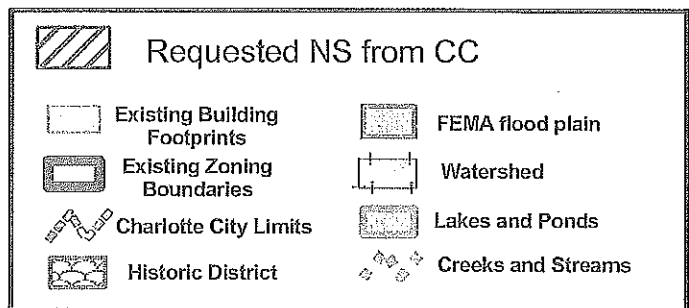 Requested NS from CC
Existing Building
Footprints
Existing Zoning
Boundaries
Charlotte City Limits
Historic District
FEMA flood plain
Watershed
Lakes and Ponds
Creeks and Streams